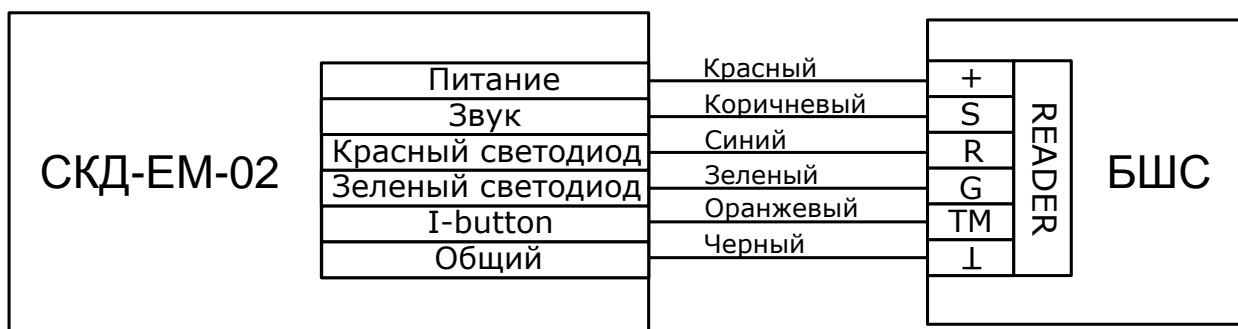 СКД-EM-02
Питание
Звук
Красный светодиод
Зеленый светодиод
I-button
Общий
Красный
Коричневый
Синий
Зеленый
Оранжевый
Черный
+
S
R
G
TM
⊥
READER
БШС